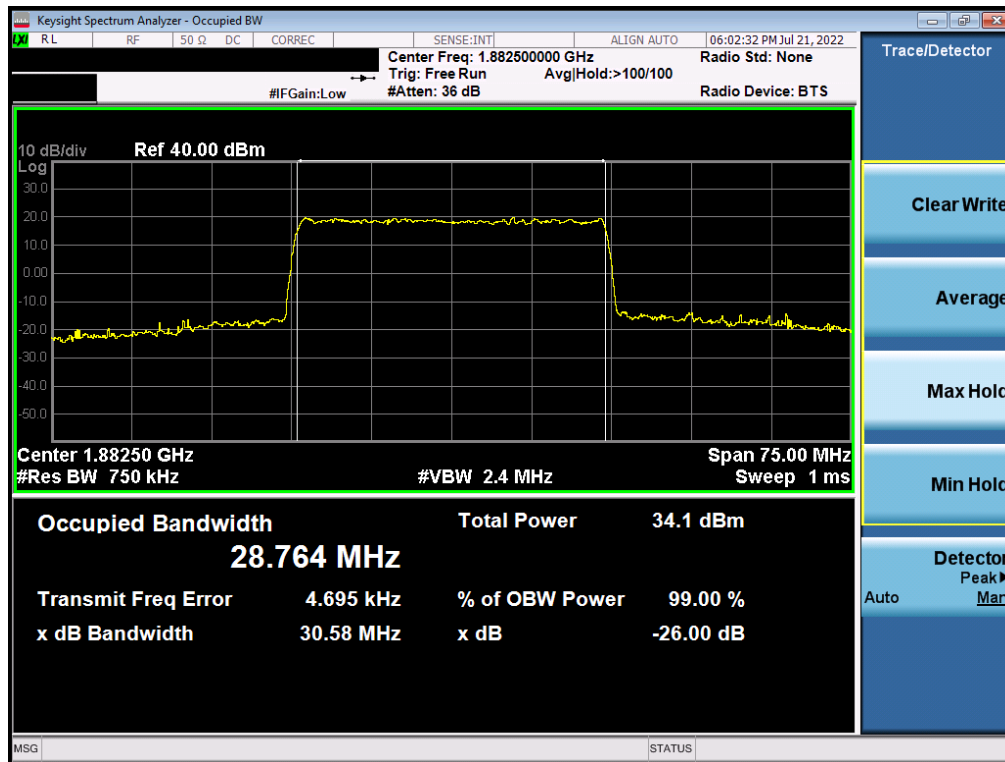 Keysight Spectrum Analyzer - Occupied BW
LXI RL RF 50 Ω DC CORREC SENSE:INT ALIGN AUTO 06:02:32 PM Jul 21, 2022
Center Freq: 1.882500000 GHz Radio Std: None
Trig: Free Run Avg|Hold:>100/100
#IFGain:Low #Atten: 36 dB Radio Device: BTS
10 dB/div Ref 40.00 dBm
Log
30.0
20.0
10.0
0.00
-10.0
-20.0
-30.0
-40.0
-50.0
Center 1.88250 GHz Span 75.00 MHz
#Res BW 750 kHz #VBW 2.4 MHz Sweep 1 ms
Occupied Bandwidth Total Power 34.1 dBm
28.764 MHz
Transmit Freq Error 4.695 kHz % of OBW Power 99.00 %
x dB Bandwidth 30.58 MHz x dB -26.00 dB
MSG STATUS
Trace/Detector
Clear Write
Average
Max Hold
Min Hold
Detector
Peak
Auto Man